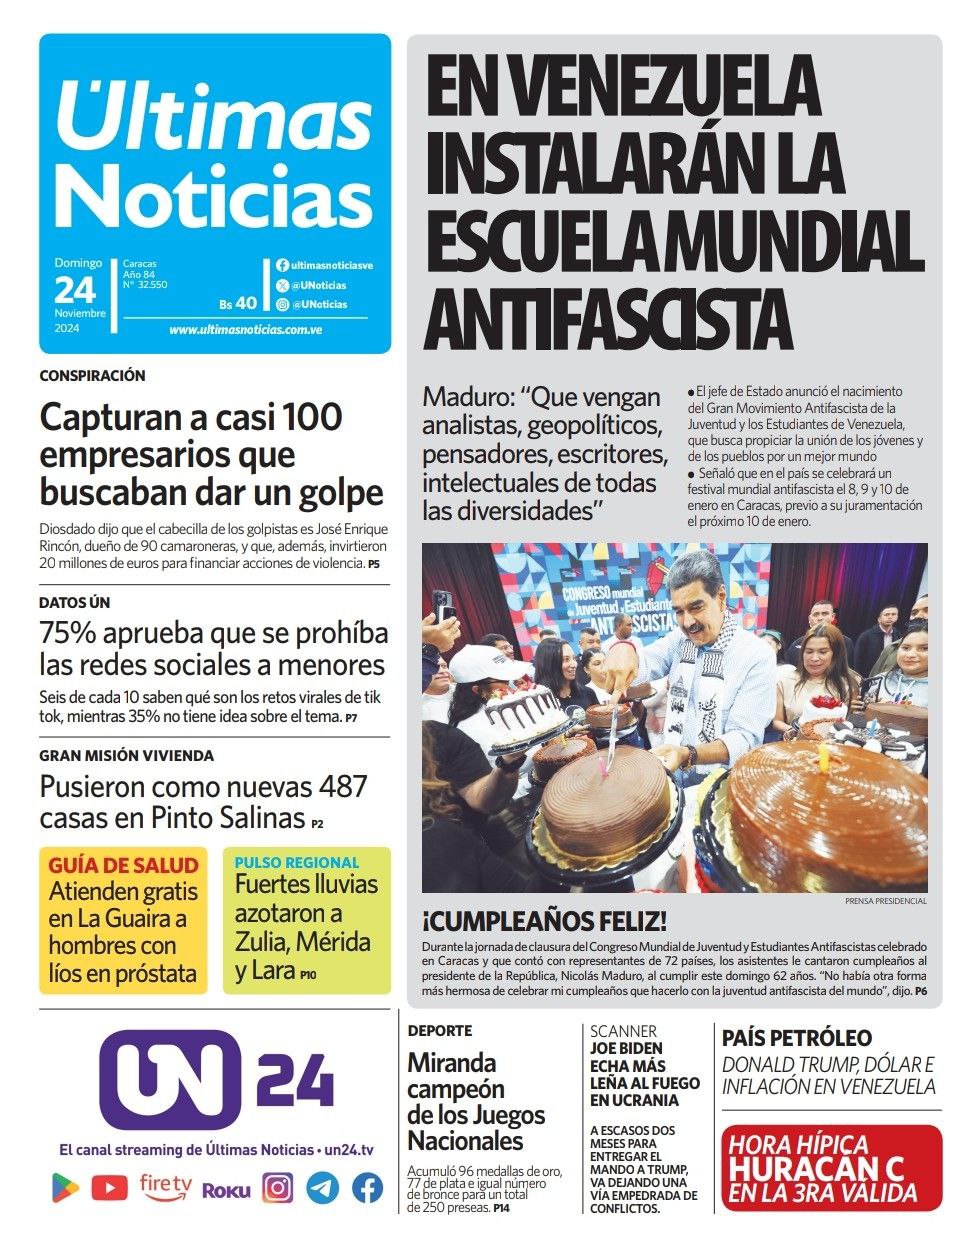 Últimas
Noticias
Domingo
24
Noviembre
2024
Caracas
Año 84
N° 32.550
Bs 40
ultimasnoticiasve
@UNoticias
@UNoticias
www.ultimasnoticias.com.ve
EN VENEZUELA
INSTALARÁN LA
ESCUELA MUNDIAL
ANTIFASCISTA
Maduro: “Que vengan
analistas, geopolíticos,
pensadores, escritores,
intelectuales de todas
las diversidades”
● El jefe de Estado anunció el nacimiento
del Gran Movimiento Antifascista de la
Juventud y los Estudiantes de Venezuela,
que busca propiciar la unión de los jóvenes y
de los pueblos por un mejor mundo
● Señaló que en el país se celebrará un
festival mundial antifascista el 8, 9 y 10 de
enero en Caracas, previo a su juramentación
el próximo 10 de enero.
CONGRESO mundial
de Juventud y Estudiante
ANTIFASCISTA
PRENSA PRESIDENCIAL
¡CUMPLEAÑOS FELIZ!
Durante la jornada de clausura del Congreso Mundial de Juventud y Estudiantes Antifascistas celebrado
en Caracas y que contó con representantes de 72 países, los asistentes le cantaron cumpleaños al
presidente de la República, Nicolás Maduro, al cumplir este domingo 62 años. “No había otra forma
más hermosa de celebrar mi cumpleaños que hacerlo con la juventud antifascista del mundo”, dijo. P6
CONSPIRACIÓN
Capturan a casi 100
empresarios que
buscaban dar un golpe
Diosdado dijo que el cabecilla de los golpistas es José Enrique
Rincón, dueño de 90 camaroneras, y que, además, invirtieron
20 millones de euros para financiar acciones de violencia. P5
DATOS ÚN
75% aprueba que se prohíba
las redes sociales a menores
Seis de cada 10 saben qué son los retos virales de tik
tok, mientras 35% no tiene idea sobre el tema. P7
GRAN MISIÓN VIVIENDA
Pusieron como nuevas 487
casas en Pinto Salinas P2
GUÍA DE SALUD
Atienden gratis
en La Guaira a
hombres con
líos en próstata
PULSO REGIONAL
Fuertes lluvias
azotaron a
Zulia, Mérida
y Lara P10
UN 24
El canal streaming de Últimas Noticias • un24.tv
fire tv
ROKU
DEPORTE
Miranda
campeón
de los Juegos
Nacionales
Acumuló 96 medallas de oro,
77 de plata e igual número
de bronce para un total
de 250 preseas. P14
SCANNER
JOE BIDEN
ECHA MÁS
LEÑA AL FUEGO
EN UCRANIA
A ESCASOS DOS
MESES PARA
ENTREGAR EL
MANDO A TRUMP,
VA DEJANDO UNA
VÍA EMPEDRADA DE
CONFLICTOS.
PAÍS PETRÓLEO
DONALD TRUMP, DÓLAR E
INFLACIÓN EN VENEZUELA
HORA HÍPICA
HURACÁN C
EN LA 3RA VÁLIDA